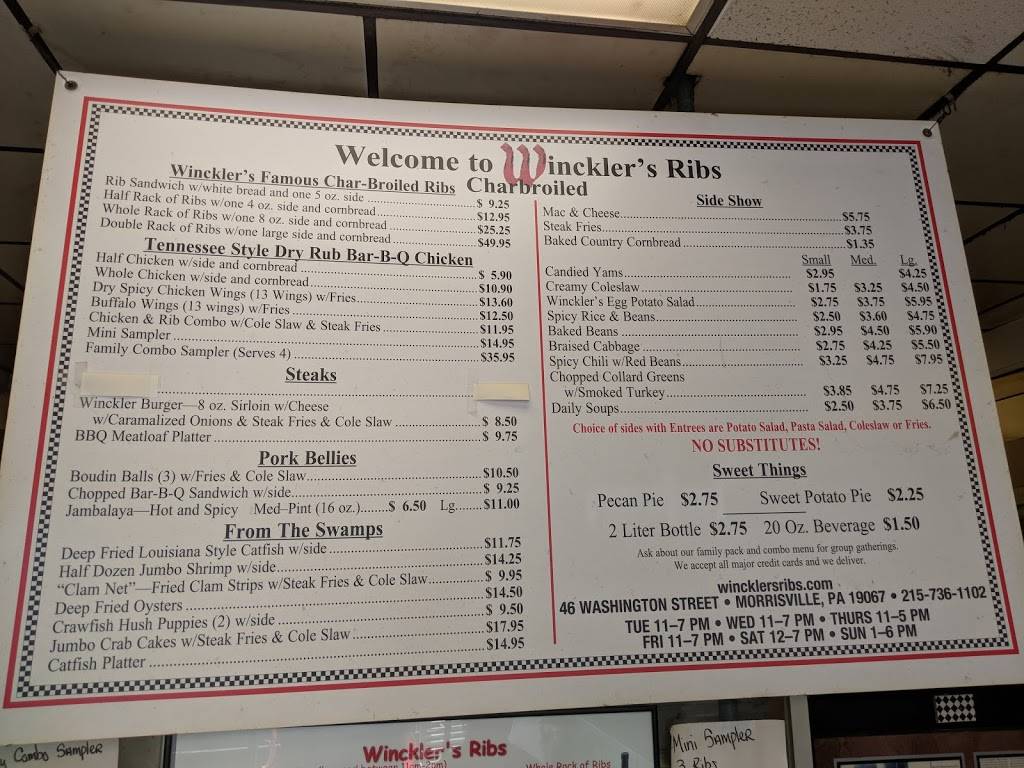 Welcome to Winckler's Ribs
Charbroiled
Winckler's Famous Char-Broiled Ribs
Rib Sandwich w/white bread and one 5 oz. side $ 9.25
Half Rack of Ribs w/one 4 oz. side and cornbread $12.95
Whole Rack of Ribs w/one 8 oz. side and cornbread $25.25
Double Rack of Ribs w/one large side and cornbread $49.95
Tennessee Style Dry Rub Bar-B-Q Chicken
Half Chicken w/side and cornbread $ 5.90
Whole Chicken w/side and cornbread $10.90
Dry Spicy Chicken Wings (13 Wings) w/Fries $13.60
Buffalo Wings (13 wings) w/Fries $12.50
Chicken & Rib Combo w/Cole Slaw & Steak Fries $11.95
Mini Sampler $14.95
Family Combo Sampler (Serves 4) $35.95
Steaks
Winckler Burger—8 oz. Sirloin w/Cheese
w/Caramalized Onions & Steak Fries & Cole Slaw $ 8.50
BBQ Meatloaf Platter $ 9.75
Pork Bellies
Boudin Balls (3) w/Fries & Cole Slaw $10.50
Chopped Bar-B-Q Sandwich w/side $ 9.25
Jambalaya—Hot and Spicy Med–Pint (16 oz.) $ 6.50 Lg. $11.00
From The Swamps
Deep Fried Louisiana Style Catfish w/side $11.75
Half Dozen Jumbo Shrimp w/side $14.25
"Clam Net"—Fried Clam Strips w/Steak Fries & Cole Slaw $ 9.95
Deep Fried Oysters $14.50
Crawfish Hush Puppies (2) w/side $ 9.50
Jumbo Crab Cakes w/Steak Fries & Cole Slaw $17.95
Catfish Platter $14.95
Side Show
Mac & Cheese $5.75
Steak Fries $3.75
Baked Country Cornbread $1.35
Small Med. Lg.
Candied Yams $2.95 $4.25
Creamy Coleslaw $1.75 $3.25 $4.50
Winckler's Egg Potato Salad $2.75 $3.75 $5.95
Spicy Rice & Beans $2.50 $3.60 $4.75
Baked Beans $2.95 $4.50 $5.90
Braised Cabbage $2.75 $4.25 $5.50
Spicy Chili w/Red Beans $3.25 $4.75 $7.95
Chopped Collard Greens
w/Smoked Turkey $3.85 $4.75 $7.25
Daily Soups $2.50 $3.75 $6.50
Choice of sides with Entrees are Potato Salad, Pasta Salad, Coleslaw or Fries.
NO SUBSTITUTES!
Sweet Things
Pecan Pie $2.75 Sweet Potato Pie $2.25
2 Liter Bottle $2.75 20 Oz. Beverage $1.50
Ask about our family pack and combo menu for group gatherings.
We accept all major credit cards and we deliver.
wincklersribs.com
46 WASHINGTON STREET • MORRISVILLE, PA 19067 • 215-736-1102
TUE 11–7 PM • WED 11–7 PM • THURS 11–5 PM
FRI 11–7 PM • SAT 12–7 PM • SUN 1–6 PM
Combo Sampler
Winckler's Ribs
Whole Rack of Ribs
Mini Sampler
3 Ribs